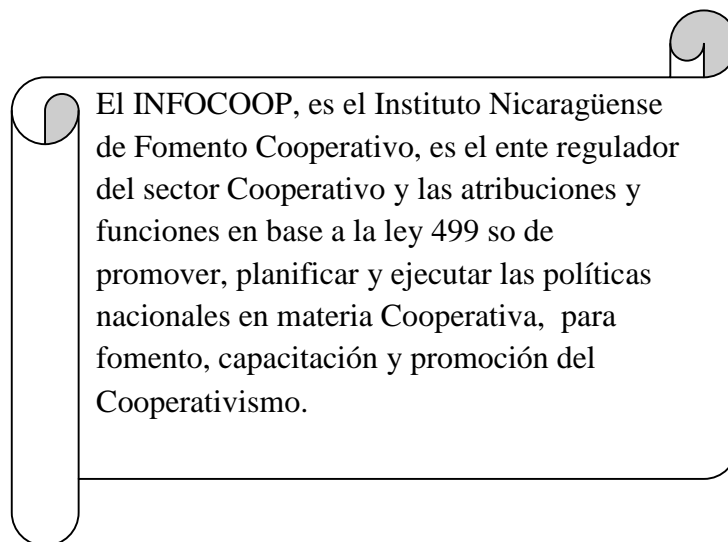 El INFOCOOP, es el Instituto Nicaragüense
de Fomento Cooperativo, es el ente regulador
del sector Cooperativo y las atribuciones y
funciones en base a la ley 499 so de
promover, planificar y ejecutar las políticas
nacionales en materia Cooperativa,  para
fomento, capacitación y promoción del
Cooperativismo.